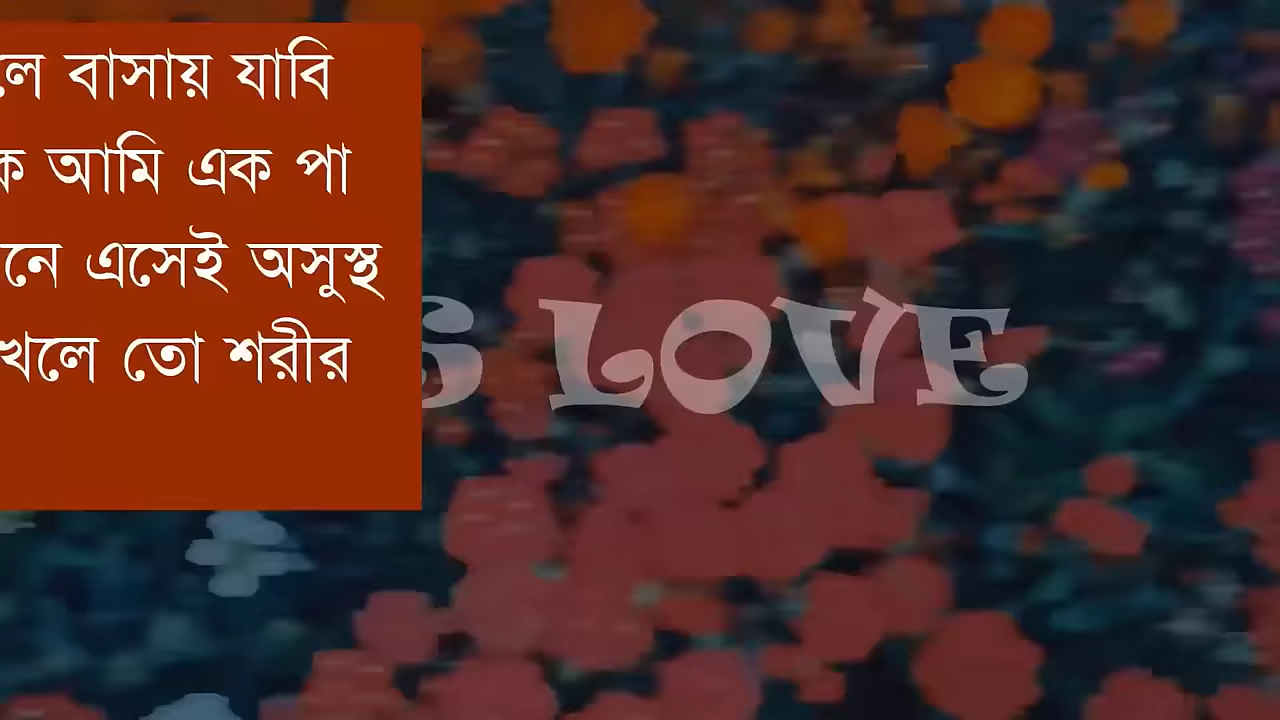 লে বাসায় যাবি
ক আমি এক পা
নে এসেই অসুস্থ
খলে তো শরীর
S LOVE